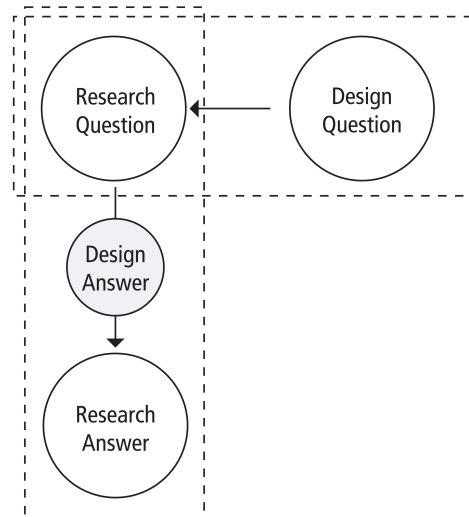 Research
Question
Design
Question
Design
Answer
Research
Answer